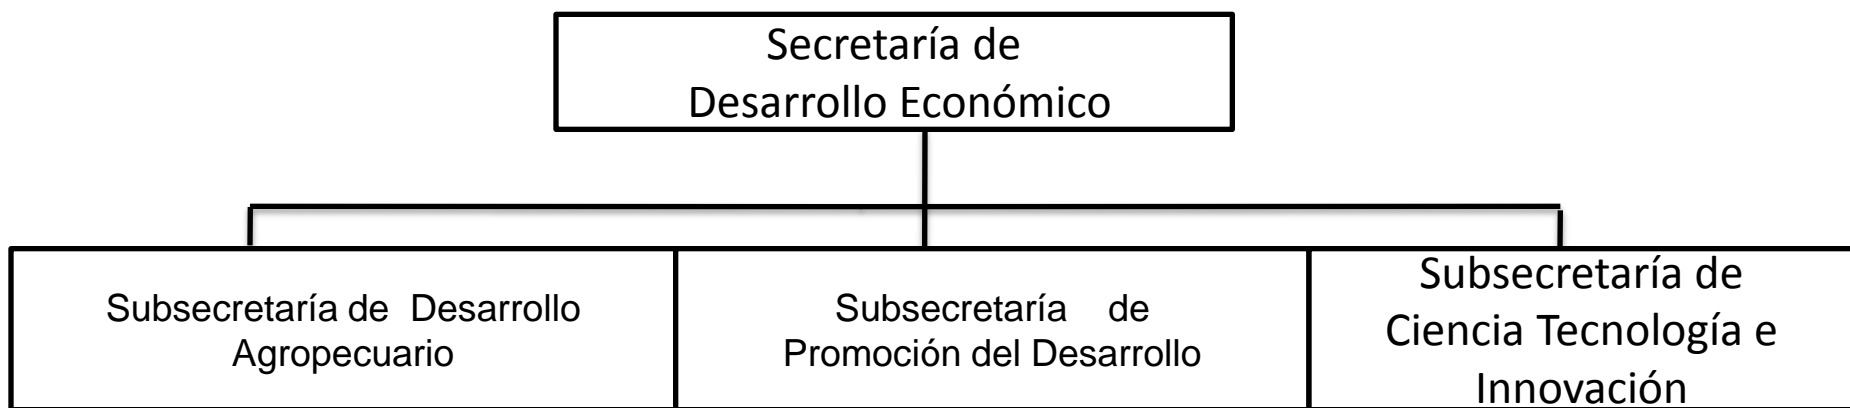 Secretaría de
Desarrollo Económico
Subsecretaría de Desarrollo
Agropecuario
Subsecretaría de
Promoción del Desarrollo
Subsecretaría de
Ciencia Tecnología e
Innovación